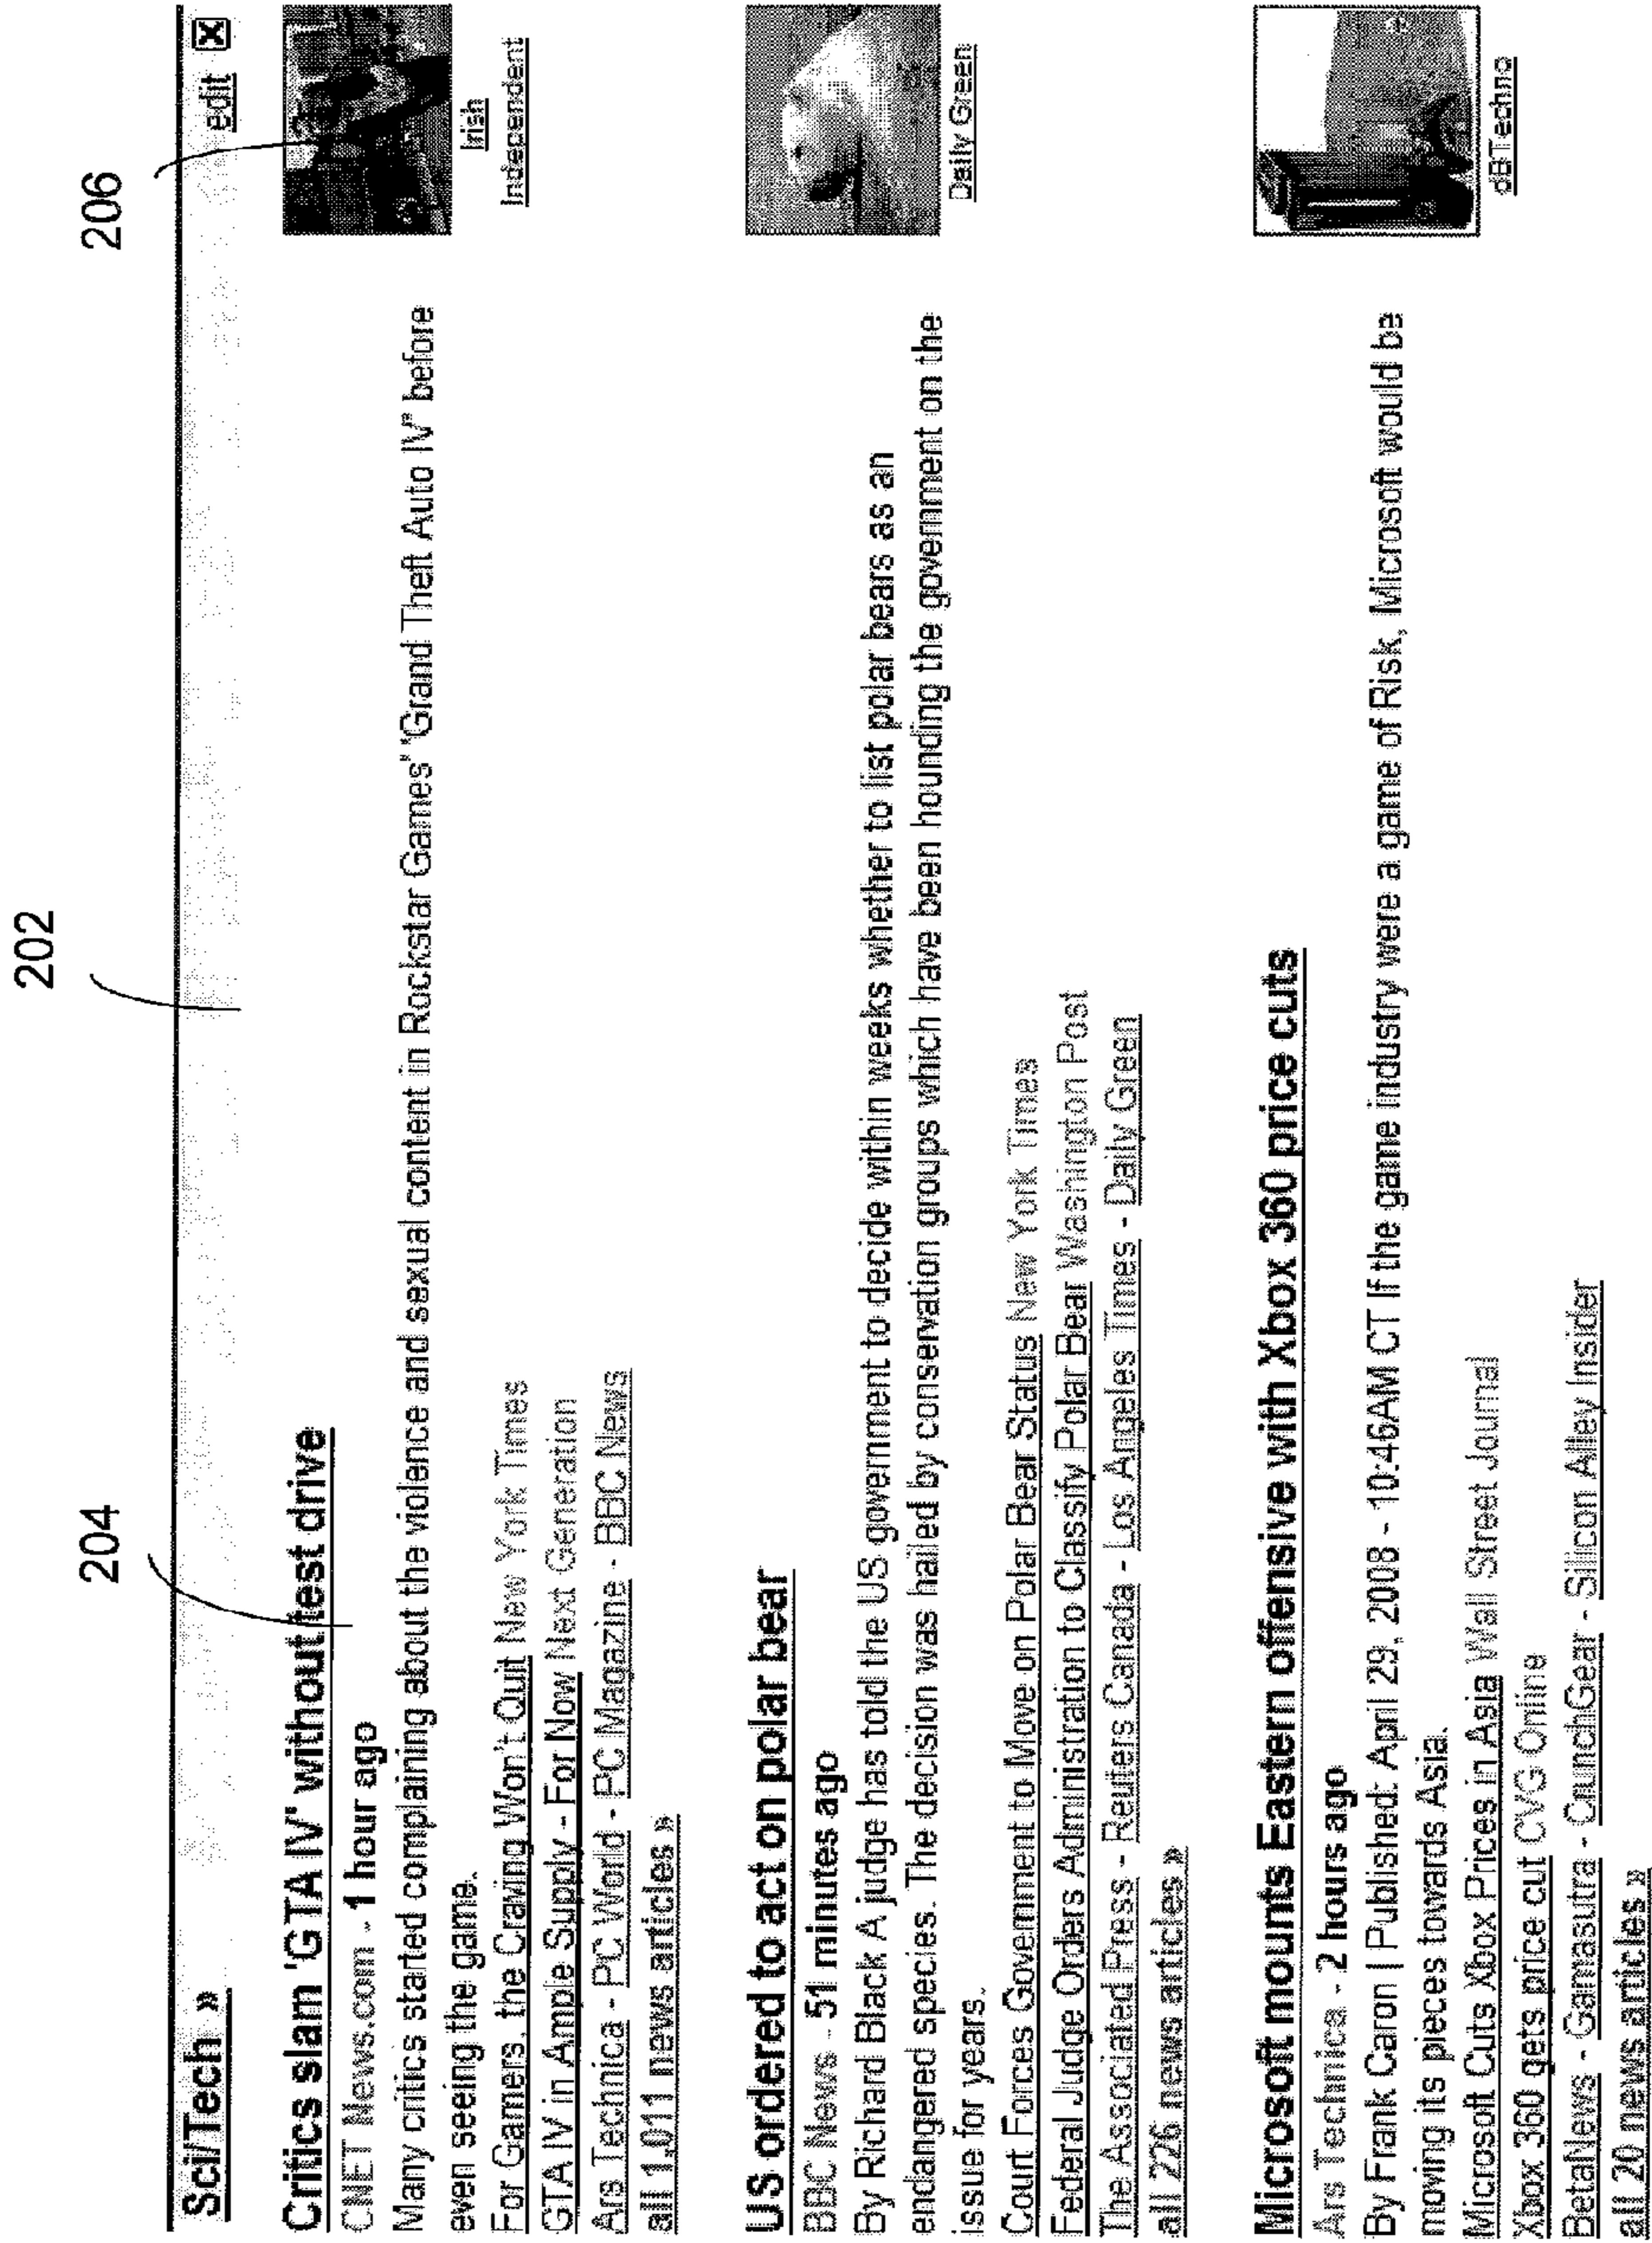 202
204
206
Sci/Tech »
edit X
Critics slam 'GTA IV' without test drive
CNET News.com - 1 hour ago
Many critics started complaining about the violence and sexual content in Rockstar Games' 'Grand Theft Auto IV' before
even seeing the game.
For Gamers, the Craving Won't Quit New York Times
GTA IV in Ample Supply - For Now Next Generation
Ars Technica - PC World - PC Magazine - BBC News
all 1,011 news articles »
Irish
Independent
US ordered to act on polar bear
BBC News - 51 minutes ago
By Richard Black A judge has told the US government to decide within weeks whether to list polar bears as an
endangered species. The decision was hailed by conservation groups which have been hounding the government on the
issue for years.
Court Forces Government to Move on Polar Bear Status New York Times
Federal Judge Orders Administration to Classify Polar Bear Washington Post
The Associated Press - Reuters Canada - Los Angeles Times - Daily Green
all 226 news articles »
Daily Green
Microsoft mounts Eastern offensive with Xbox 360 price cuts
Ars Technica - 2 hours ago
By Frank Caron | Published: April 29, 2008 - 10:46AM CT If the game industry were a game of Risk, Microsoft would be
moving its pieces towards Asia.
Microsoft Cuts Xbox Prices in Asia Wall Street Journal
Xbox 360 gets price cut CVG Online
BetaNews - Gamasutra - CrunchGear - Silicon Alley Insider
all 20 news articles »
dBTechno